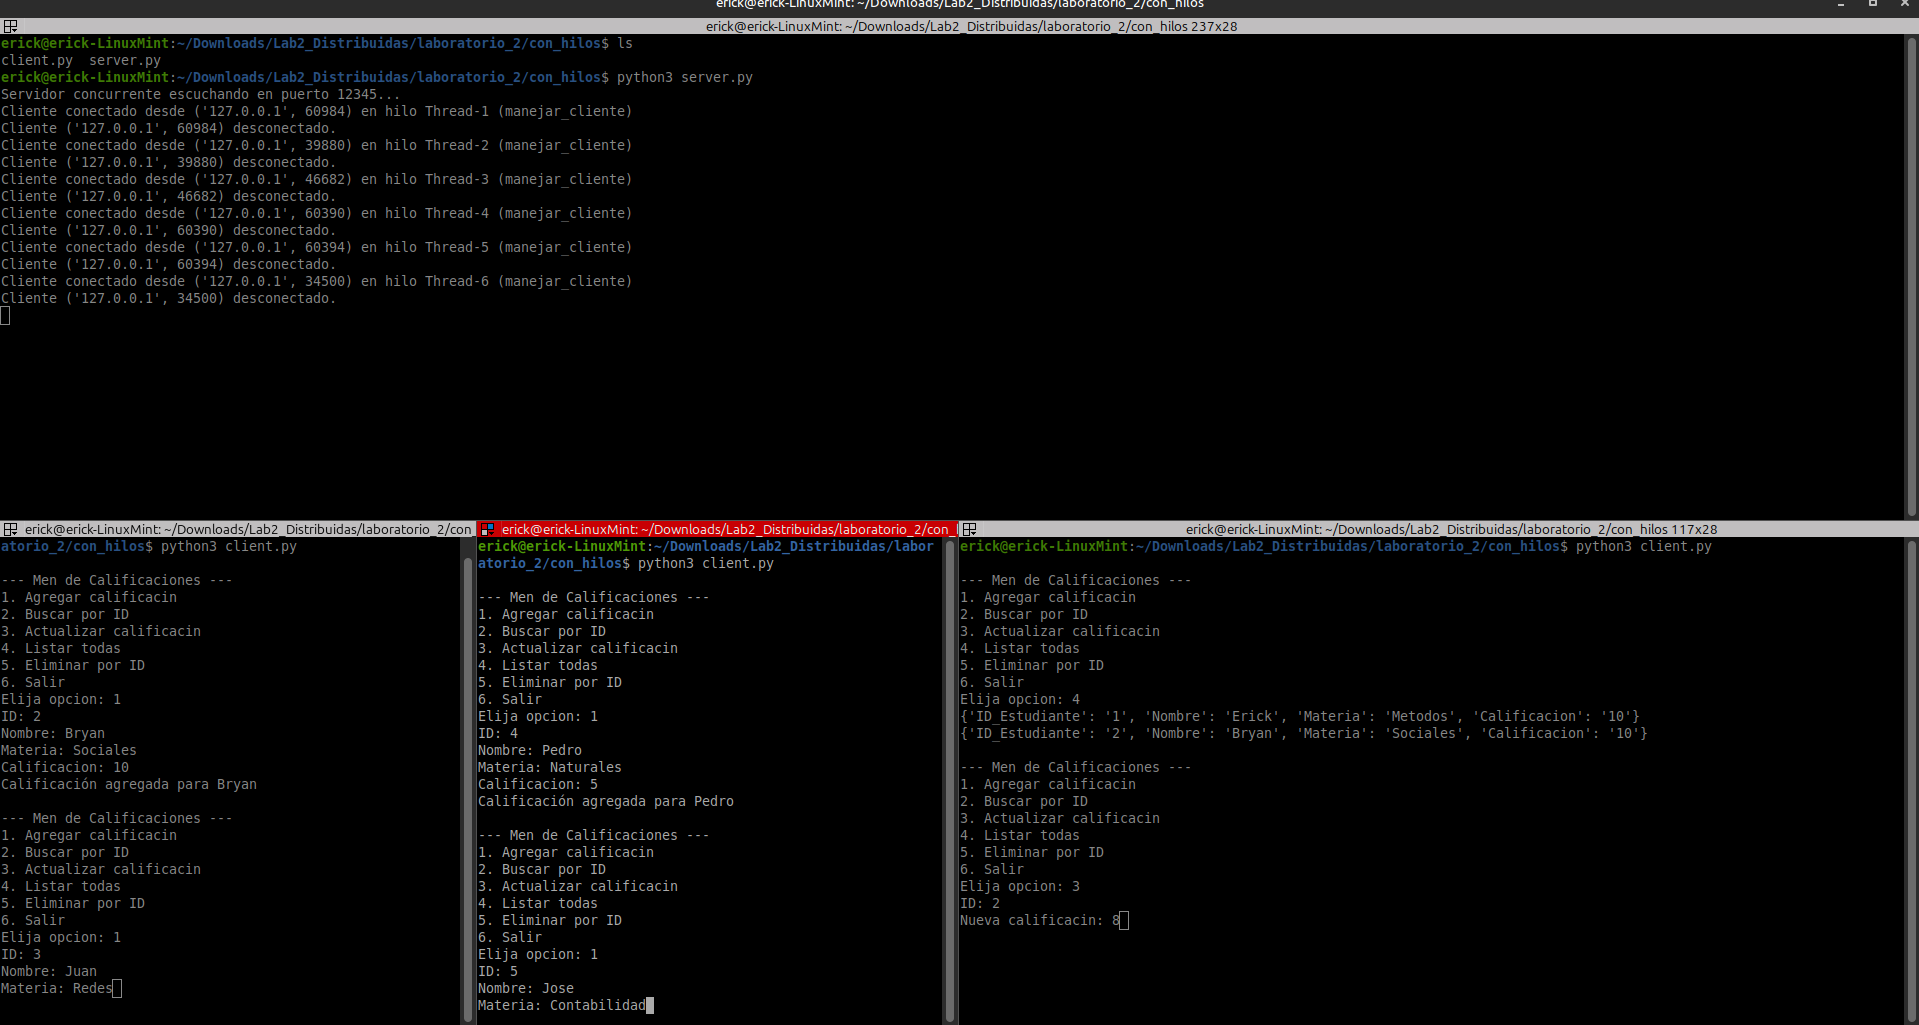 erick@erick-LinuxMint: ~/Downloads/Lab2_Distribuidas/laboratorio_2/con_hilos
erick@erick-LinuxMint: ~/Downloads/Lab2_Distribuidas/laboratorio_2/con_hilos 237x28
erick@erick-LinuxMint:~/Downloads/Lab2_Distribuidas/laboratorio_2/con_hilos$ ls
client.py  server.py
erick@erick-LinuxMint:~/Downloads/Lab2_Distribuidas/laboratorio_2/con_hilos$ python3 server.py
Servidor concurrente escuchando en puerto 12345...
Cliente conectado desde ('127.0.0.1', 60984) en hilo Thread-1 (manejar_cliente)
Cliente ('127.0.0.1', 60984) desconectado.
Cliente conectado desde ('127.0.0.1', 39880) en hilo Thread-2 (manejar_cliente)
Cliente ('127.0.0.1', 39880) desconectado.
Cliente conectado desde ('127.0.0.1', 46682) en hilo Thread-3 (manejar_cliente)
Cliente ('127.0.0.1', 46682) desconectado.
Cliente conectado desde ('127.0.0.1', 60390) en hilo Thread-4 (manejar_cliente)
Cliente ('127.0.0.1', 60390) desconectado.
Cliente conectado desde ('127.0.0.1', 60394) en hilo Thread-5 (manejar_cliente)
Cliente ('127.0.0.1', 60394) desconectado.
Cliente conectado desde ('127.0.0.1', 34500) en hilo Thread-6 (manejar_cliente)
Cliente ('127.0.0.1', 34500) desconectado.
erick@erick-LinuxMint: ~/Downloads/Lab2_Distribuidas/laboratorio_2/con
atorio_2/con_hilos$ python3 client.py
--- Men de Calificaciones ---
1. Agregar calificacin
2. Buscar por ID
3. Actualizar calificacin
4. Listar todas
5. Eliminar por ID
6. Salir
Elija opcion: 1
ID: 2
Nombre: Bryan
Materia: Sociales
Calificacion: 10
Calificación agregada para Bryan
--- Men de Calificaciones ---
1. Agregar calificacin
2. Buscar por ID
3. Actualizar calificacin
4. Listar todas
5. Eliminar por ID
6. Salir
Elija opcion: 1
ID: 3
Nombre: Juan
Materia: Redes
erick@erick-LinuxMint: ~/Downloads/Lab2_Distribuidas/laboratorio_2/con_
erick@erick-LinuxMint:~/Downloads/Lab2_Distribuidas/labor
atorio_2/con_hilos$ python3 client.py
--- Men de Calificaciones ---
1. Agregar calificacin
2. Buscar por ID
3. Actualizar calificacin
4. Listar todas
5. Eliminar por ID
6. Salir
Elija opcion: 1
ID: 4
Nombre: Pedro
Materia: Naturales
Calificacion: 5
Calificación agregada para Pedro
--- Men de Calificaciones ---
1. Agregar calificacin
2. Buscar por ID
3. Actualizar calificacin
4. Listar todas
5. Eliminar por ID
6. Salir
Elija opcion: 1
ID: 5
Nombre: Jose
Materia: Contabilidad
erick@erick-LinuxMint: ~/Downloads/Lab2_Distribuidas/laboratorio_2/con_hilos 117x28
erick@erick-LinuxMint:~/Downloads/Lab2_Distribuidas/laboratorio_2/con_hilos$ python3 client.py
--- Men de Calificaciones ---
1. Agregar calificacin
2. Buscar por ID
3. Actualizar calificacin
4. Listar todas
5. Eliminar por ID
6. Salir
Elija opcion: 4
{'ID_Estudiante': '1', 'Nombre': 'Erick', 'Materia': 'Metodos', 'Calificacion': '10'}
{'ID_Estudiante': '2', 'Nombre': 'Bryan', 'Materia': 'Sociales', 'Calificacion': '10'}
--- Men de Calificaciones ---
1. Agregar calificacin
2. Buscar por ID
3. Actualizar calificacin
4. Listar todas
5. Eliminar por ID
6. Salir
Elija opcion: 3
ID: 2
Nueva calificacin: 8